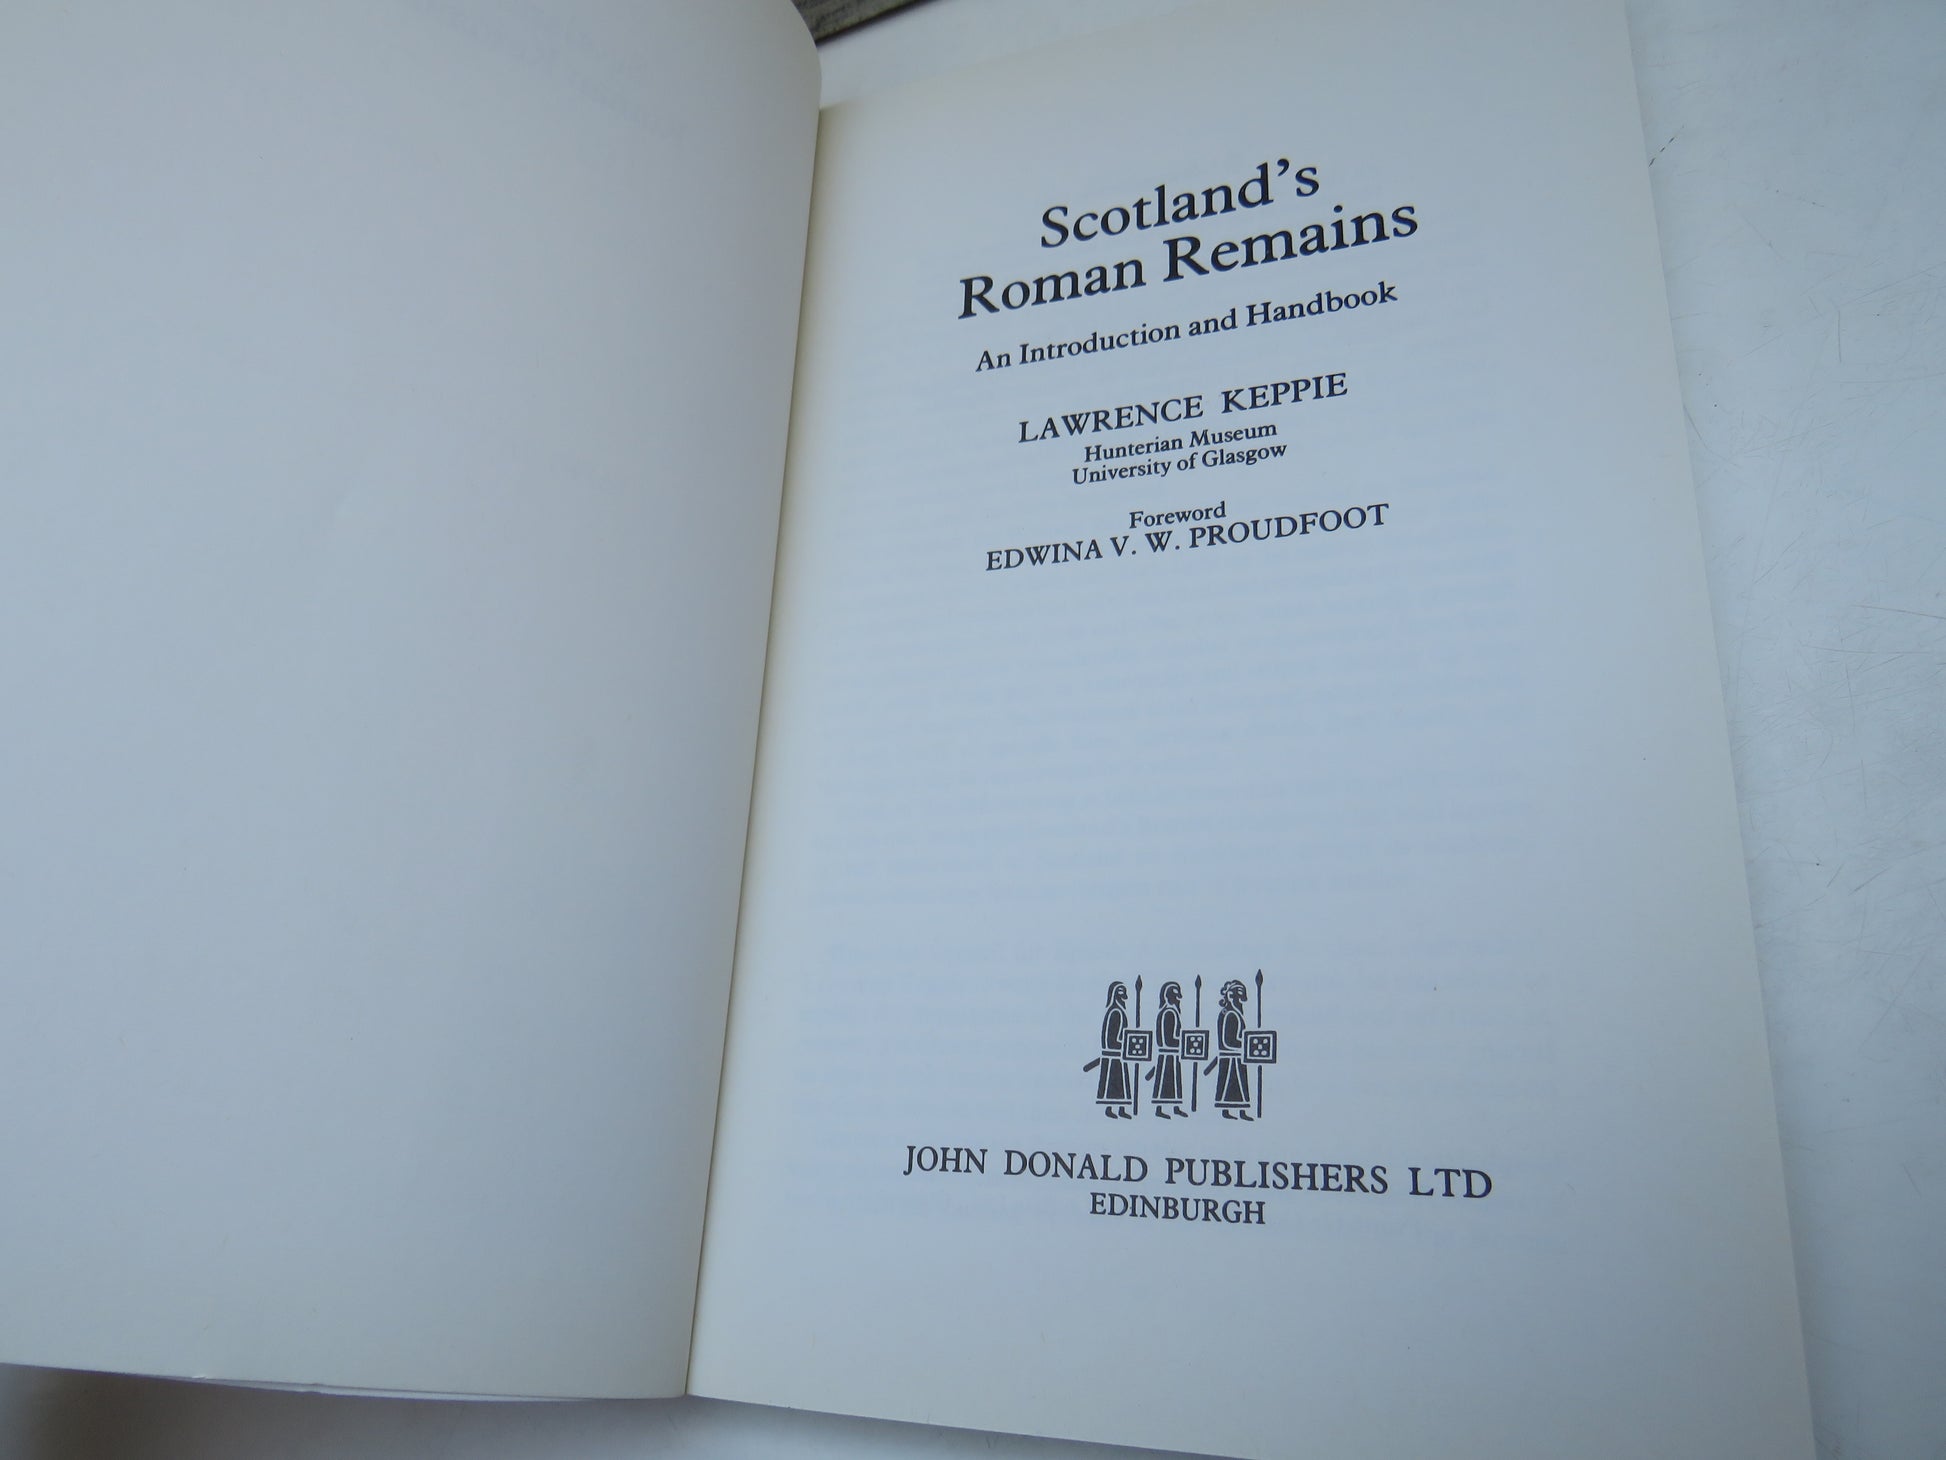 Scotland's
Roman Remains
An Introduction and Handbook
LAWRENCE KEPPIE
Hunterian Museum
University of Glasgow
Foreword
EDWINA V. W. PROUDFOOT
JOHN DONALD PUBLISHERS LTD
EDINBURGH